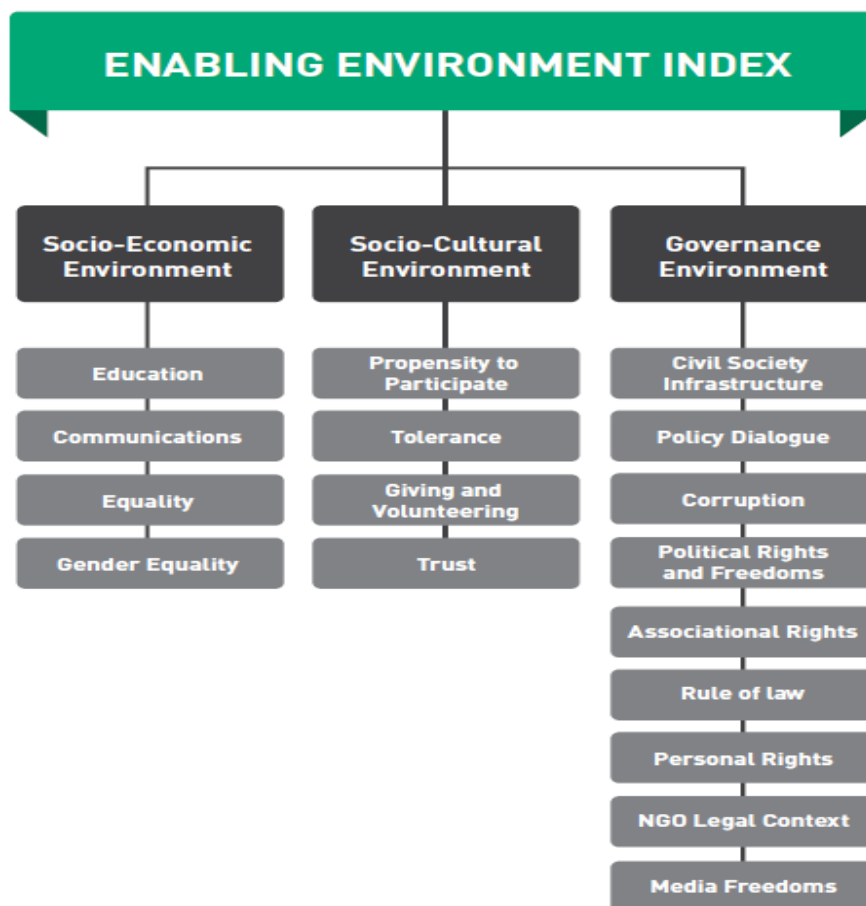 ENABLING ENVIRONMENT INDEX
Socio-Economic
Environment
Education
Communications
Equality
Gender Equality
Socio-Cultural
Environment
Propensity to
Participate
Tolerance
Giving and
Volunteering
Trust
Governance
Environment
Civil Society
Infrastructure
Policy Dialogue
Corruption
Political Rights
and Freedoms
Associational Rights
Rule of law
Personal Rights
NGO Legal Context
Media Freedoms